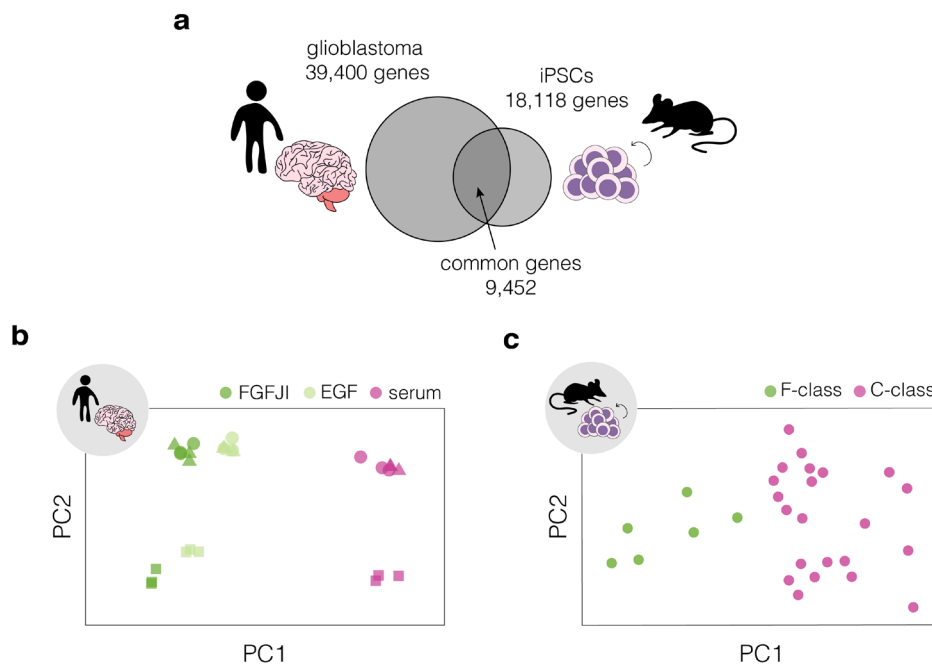 a
glioblastoma
39,400 genes
iPSCs
18,118 genes
common genes
9,452
b
FGFJI EGF serum
PC2
PC1
c
F-class C-class
PC2
PC1